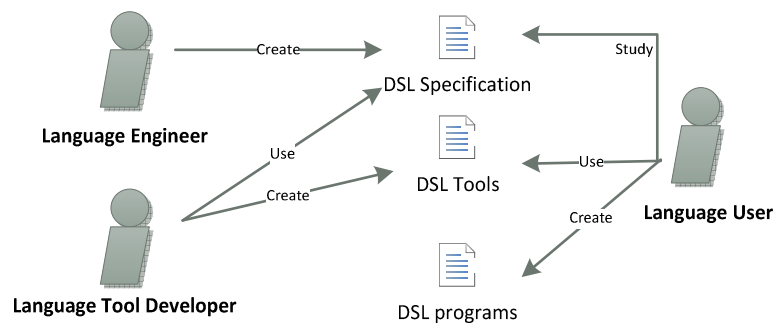 Create
Study
DSL Specification
Language Engineer
Use
Use
DSL Tools
Create
Create
Language User
Language Tool Developer
DSL programs